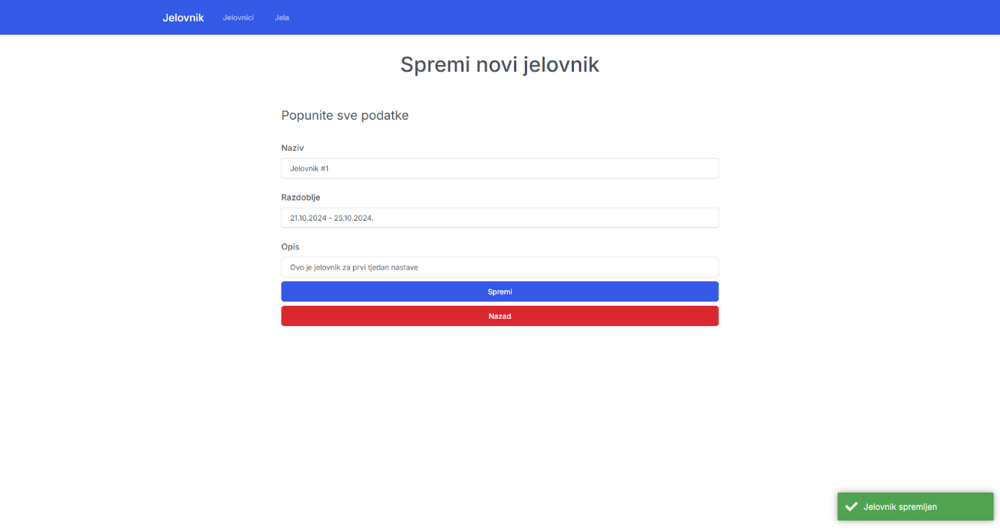 Jelovnik Jelovnici Jela
Spremi novi jelovnik
Popunite sve podatke
Naziv
Jelovnik #1
Razdoblje
21.10.2024 - 25.10.2024.
Opis
Ovo je jelovnik za prvi tjedan nastave
Spremi
Nazad
Jelovnik spremljen